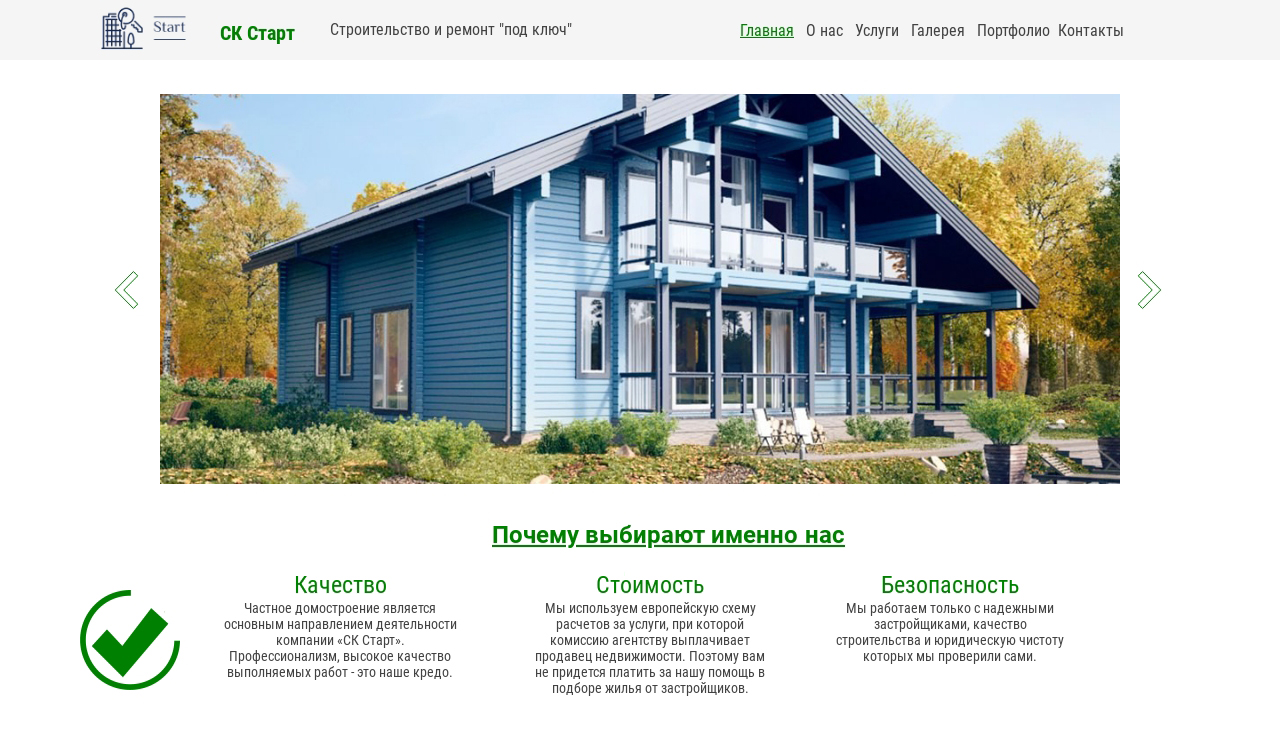 Start
СК Старт
Строительство и ремонт "под ключ"
Главная О нас Услуги Галерея Портфолио Контакты
Почему выбирают именно нас
Качество
Частное домостроение является
основным направлением деятельности
компании «СК Старт».
Профессионализм, высокое качество
выполняемых работ - это наше кредо.
Стоимость
Мы используем европейскую схему
расчетов за услуги, при которой
комиссию агентству выплачивает
продавец недвижимости. Поэтому вам
не придется платить за нашу помощь в
подборе жилья от застройщиков.
Безопасность
Мы работаем только с надежными
застройщиками, качество
строительства и юридическую чистоту
которых мы проверили сами.